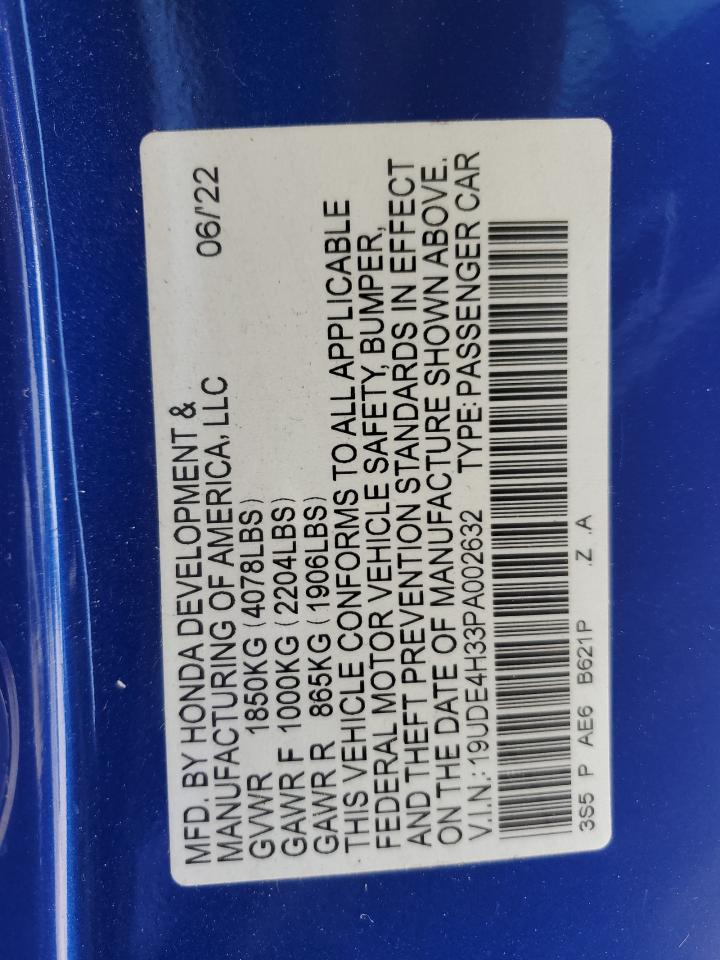 MFD. BY HONDA DEVELOPMENT &
MANUFACTURING OF AMERICA, LLC 06/'22
GVWR 1850KG (4078LBS)
GAWR F 1000KG (2204LBS)
GAWR R 865KG (1906LBS)
THIS VEHICLE CONFORMS TO ALL APPLICABLE
FEDERAL MOTOR VEHICLE SAFETY, BUMPER,
AND THEFT PREVENTION STANDARDS IN EFFECT
ON THE DATE OF MANUFACTURE SHOWN ABOVE.
V.I.N.: 19UDE4H33PA002632 TYPE: PASSENGER CAR
3S5 P AE6 B621P .Z .A